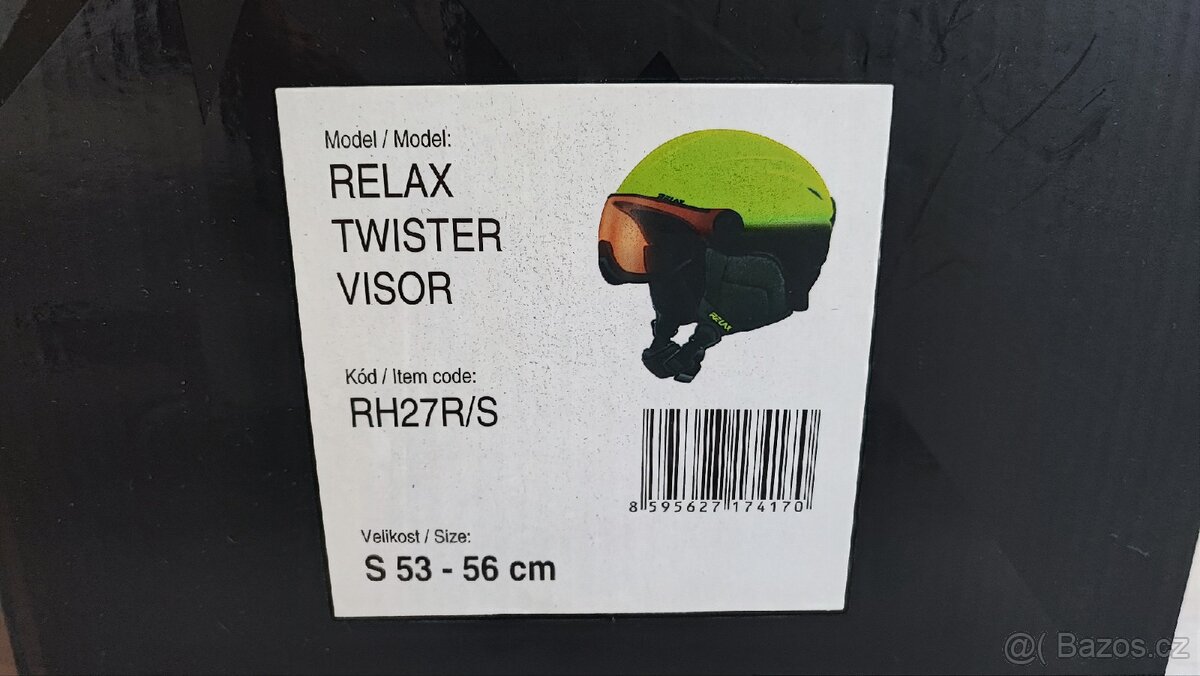 Model / Model:
RELAX
TWISTER
VISOR
RELAX
RELAX
Kód / Item code:
RH27R/S
8 595627 174170
Velikost / Size:
S 53 - 56 cm
@( Bazos.cz